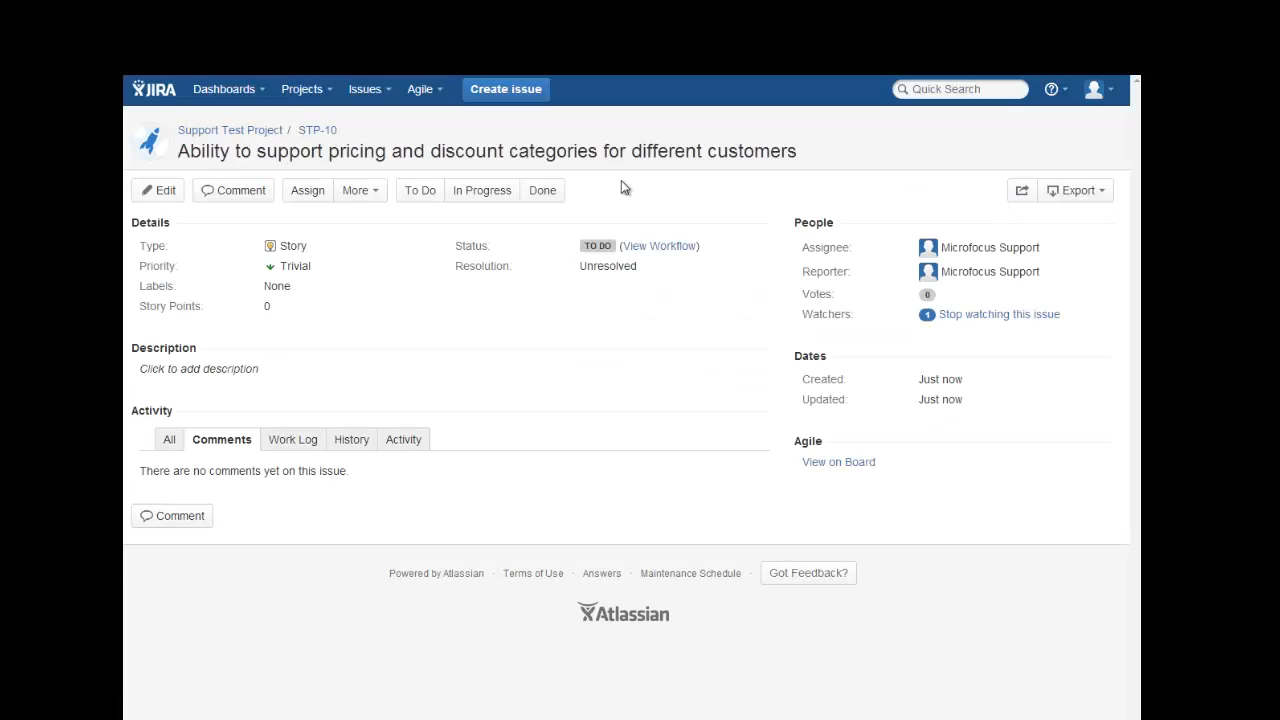 JIRA Dashboards Projects Issues Agile Create issue Quick Search
Support Test Project / STP-10
Ability to support pricing and discount categories for different customers
Edit Comment Assign More To Do In Progress Done Export
Details People
Type: Story Status: TO DO (View Workflow) Assignee: Microfocus Support
Priority: Trivial Resolution: Unresolved Reporter: Microfocus Support
Labels: None Votes: 0
Story Points: 0 Watchers: 1 Stop watching this issue
Description Dates
Click to add description Created: Just now
Updated: Just now
Activity Agile
All Comments Work Log History Activity View on Board
There are no comments yet on this issue.
Comment
Powered by Atlassian · Terms of Use · Answers · Maintenance Schedule · Got Feedback?
Atlassian